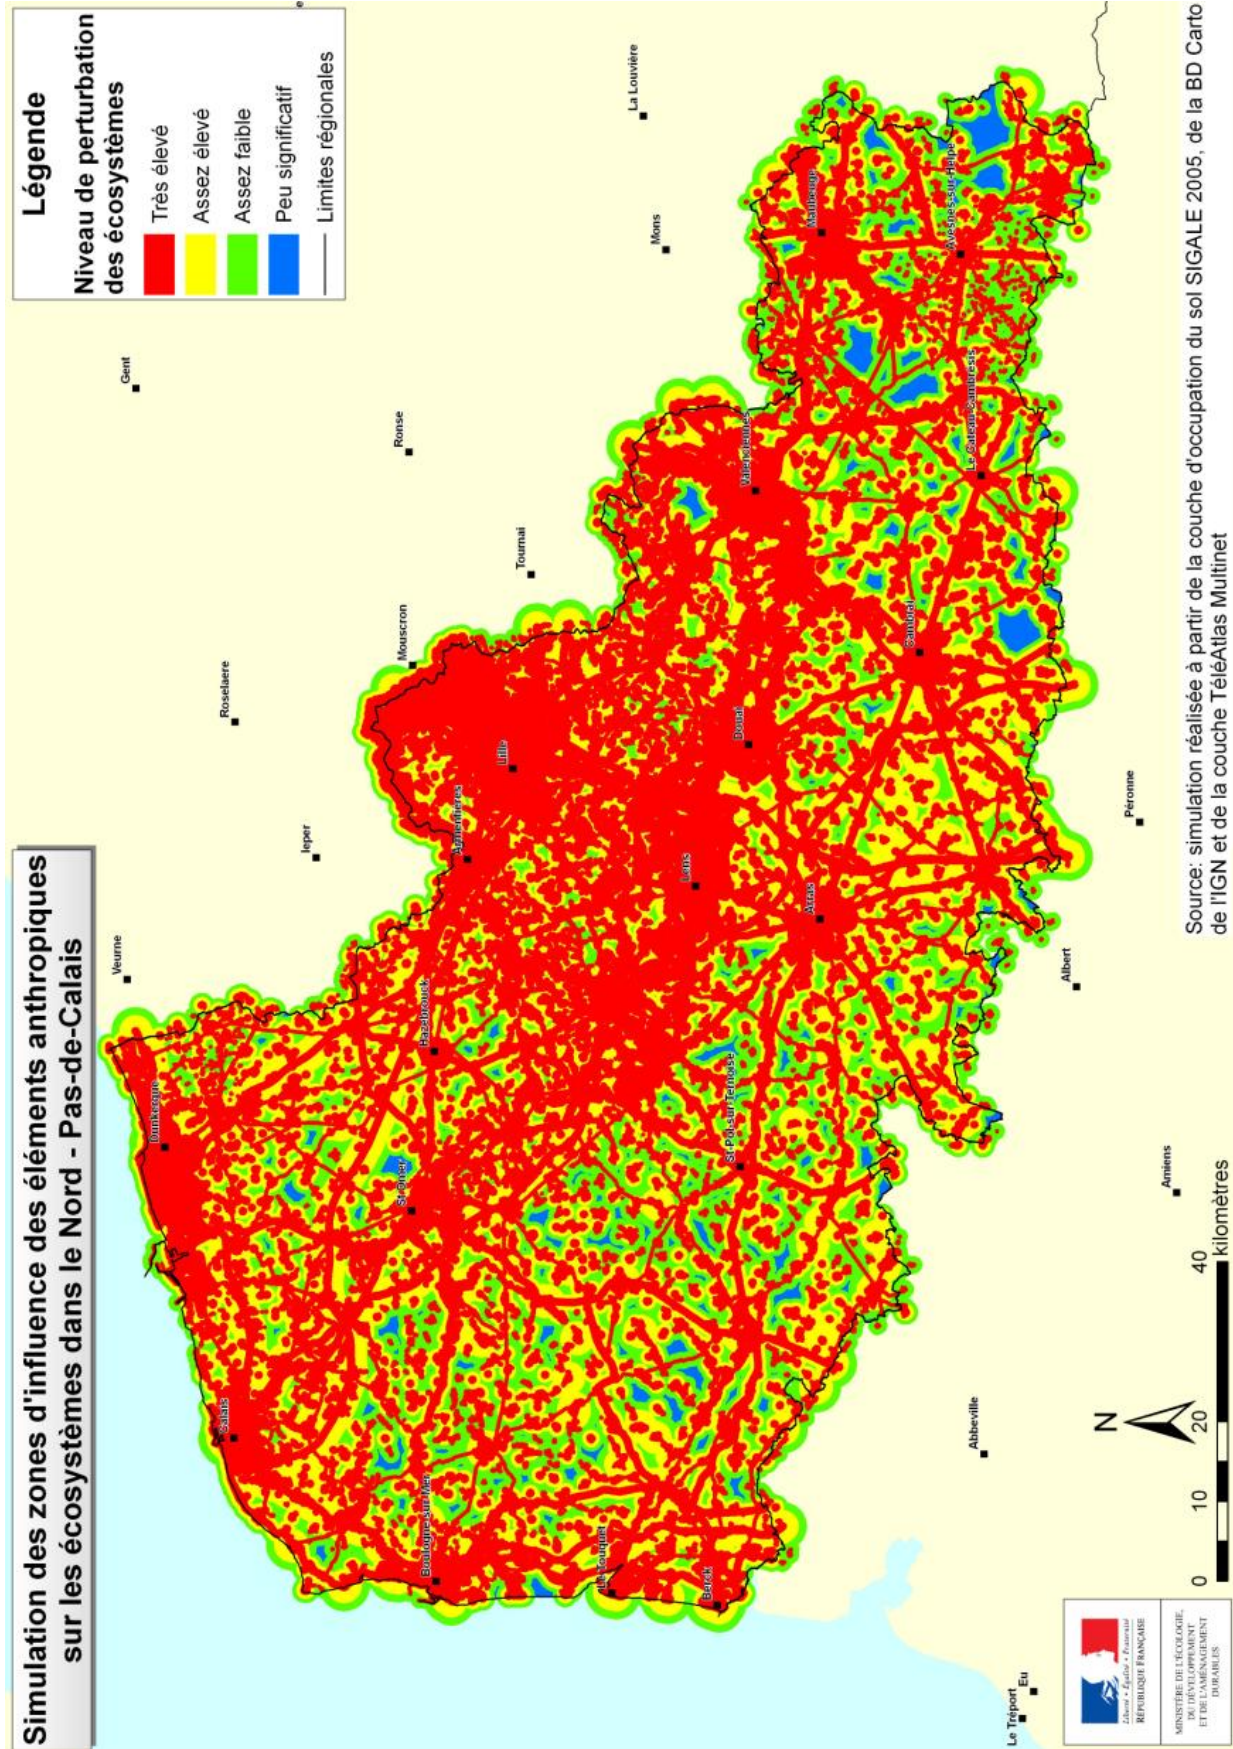 Simulation des zones d'influence des éléments anthropiques
sur les écosystèmes dans le Nord - Pas-de-Calais
Légende
Niveau de perturbation
des écosystèmes
Très élevé
Assez élevé
Assez faible
Peu significatif
Limites régionales
e
Veurne
Gent
Dunkerque
Roselaere
Calais
Ieper
Ronse
Mouscron
St-Omer
Hazebrouck
Boulogne-sur-Mer
Armentières
Lille
Tournai
La Louvière
Mons
Le Touquet
Lens
Berck
St-Pol-sur-Ternoise
Douai
Valenciennes
Arras
Maubeuge
Cambrai
Avesnes-sur-Helpe
Le Cateau-Cambrésis
Abbeville
Albert
Le Tréport
Eu
Péronne
Amiens
N
0
10
20
40
kilomètres
Liberté • Égalité • Fraternité
RÉPUBLIQUE FRANÇAISE
MINISTÈRE DE L'ÉCOLOGIE,
DU DÉVELOPPEMENT
ET DE L'AMÉNAGEMENT
DURABLES
Source: simulation réalisée à partir de la couche d'occupation du sol SIGALE 2005, de la BD Carto
de l'IGN et de la couche TéléAtlas Multinet